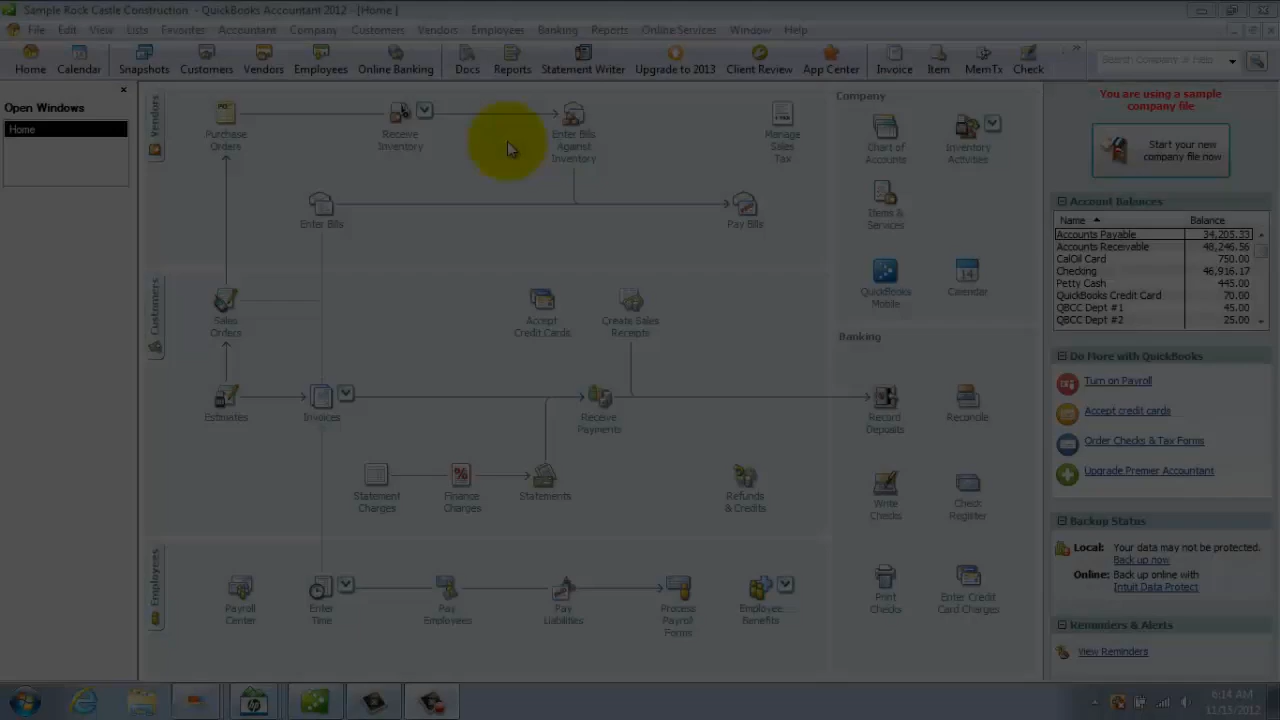 Sample Rock Castle Construction - QuickBooks Accountant 2012 - [Home ]
File Edit View Lists Favorites Accountant Company Customers Vendors Employees Banking Reports Online Services Window Help
Home Calendar Snapshots Customers Vendors Employees Online Banking Docs Reports Statement Writer Upgrade to 2013 Client Review App Center Invoice Item MemTx Check
Search Company or Help
Open Windows
Home
Vendors
Purchase
Orders
Receive
Inventory
Enter Bills
Against
Inventory
Manage
Sales
Tax
Enter Bills
Pay Bills
Customers
Sales
Orders
Accept
Credit Cards
Create Sales
Receipts
Estimates
Invoices
Receive
Payments
Statement
Charges
Finance
Charges
Statements
Refunds
& Credits
Employees
Payroll
Center
Enter
Time
Pay
Employees
Pay
Liabilities
Process
Payroll
Forms
Employee
Benefits
Company
Chart of
Accounts
Inventory
Activities
Items &
Services
QuickBooks
Mobile
14
Calendar
Banking
Record
Deposits
Reconcile
Write
Checks
Check
Register
Print
Checks
Enter Credit
Card Charges
You are using a sample
company file
Start your new
company file now
Account Balances
Name Balance
Accounts Payable 34,205.33
Accounts Receivable 48,246.56
CalOil Card 750.00
Checking 46,916.17
Petty Cash 445.00
QuickBooks Credit Card 70.00
QBCC Dept #1 45.00
QBCC Dept #2 25.00
Do More with QuickBooks
Turn on Payroll
Accept credit cards
Order Checks & Tax Forms
Upgrade Premier Accountant
Backup Status
Local: Your data may not be protected.
Back up now
Online: Back up online with
Intuit Data Protect
Reminders & Alerts
View Reminders
6:14 AM
11/15/2012